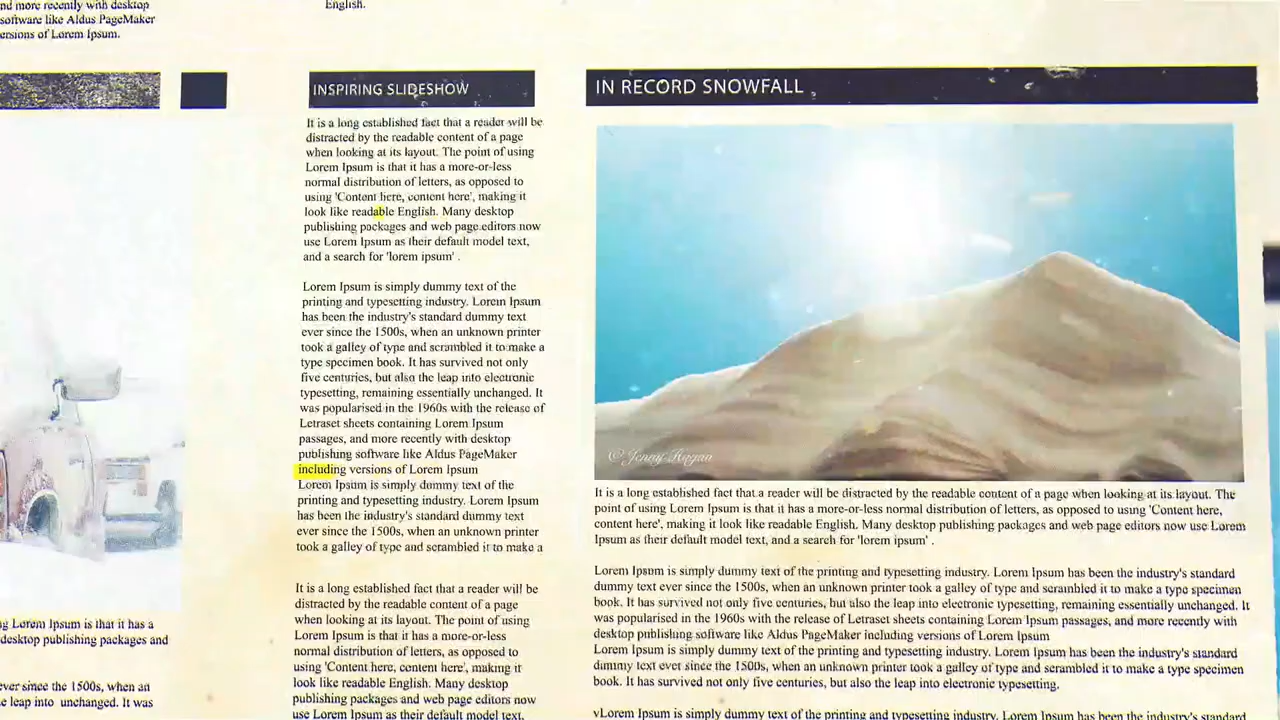 nd more recently with desktop
software like Aldus PageMaker
ersions of Lorem Ipsum.
English.
INSPIRING SLIDESHOW
It is a long established fact that a reader will be
distracted by the readable content of a page
when looking at its layout. The point of using
Lorem Ipsum is that it has a more-or-less
normal distribution of letters, as opposed to
using 'Content here, content here', making it
look like readable English. Many desktop
publishing packages and web page editors now
use Lorem Ipsum as their default model text,
and a search for 'lorem ipsum' .
Lorem Ipsum is simply dummy text of the
printing and typesetting industry. Lorem Ipsum
has been the industry's standard dummy text
ever since the 1500s, when an unknown printer
took a galley of type and scrambled it to make a
type specimen book. It has survived not only
five centuries, but also the leap into electronic
typesetting, remaining essentially unchanged. It
was popularised in the 1960s with the release of
Letraset sheets containing Lorem Ipsum
passages, and more recently with desktop
publishing software like Aldus PageMaker
including versions of Lorem Ipsum
Lorem Ipsum is simply dummy text of the
printing and typesetting industry. Lorem Ipsum
has been the industry's standard dummy text
ever since the 1500s, when an unknown printer
took a galley of type and scrambled it to make a
It is a long established fact that a reader will be
distracted by the readable content of a page
when looking at its layout. The point of using
Lorem Ipsum is that it has a more-or-less
normal distribution of letters, as opposed to
using 'Content here, content here', making it
look like readable English. Many desktop
publishing packages and web page editors now
use Lorem Ipsum as their default model text,
IN RECORD SNOWFALL
© Jenny Ragan
It is a long established fact that a reader will be distracted by the readable content of a page when looking at its layout. The
point of using Lorem Ipsum is that it has a more-or-less normal distribution of letters, as opposed to using 'Content here,
content here', making it look like readable English. Many desktop publishing packages and web page editors now use Lorem
Ipsum as their default model text, and a search for 'lorem ipsum' .
Lorem Ipsum is simply dummy text of the printing and typesetting industry. Lorem Ipsum has been the industry's standard
dummy text ever since the 1500s, when an unknown printer took a galley of type and scrambled it to make a type specimen
book. It has survived not only five centuries, but also the leap into electronic typesetting, remaining essentially unchanged. It
was popularised in the 1960s with the release of Letraset sheets containing Lorem Ipsum passages, and more recently with
desktop publishing software like Aldus PageMaker including versions of Lorem Ipsum
Lorem Ipsum is simply dummy text of the printing and typesetting industry. Lorem Ipsum has been the industry's standard
dummy text ever since the 1500s, when an unknown printer took a galley of type and scrambled it to make a type specimen
book. It has survived not only five centuries, but also the leap into electronic typesetting.
vLorem Ipsum is simply dummy text of the printing and typesetting industry. Lorem Ipsum has been the industry's standard
g Lorem Ipsum is that it has a
desktop publishing packages and
ever since the 1500s, when an
e leap into unchanged. It was